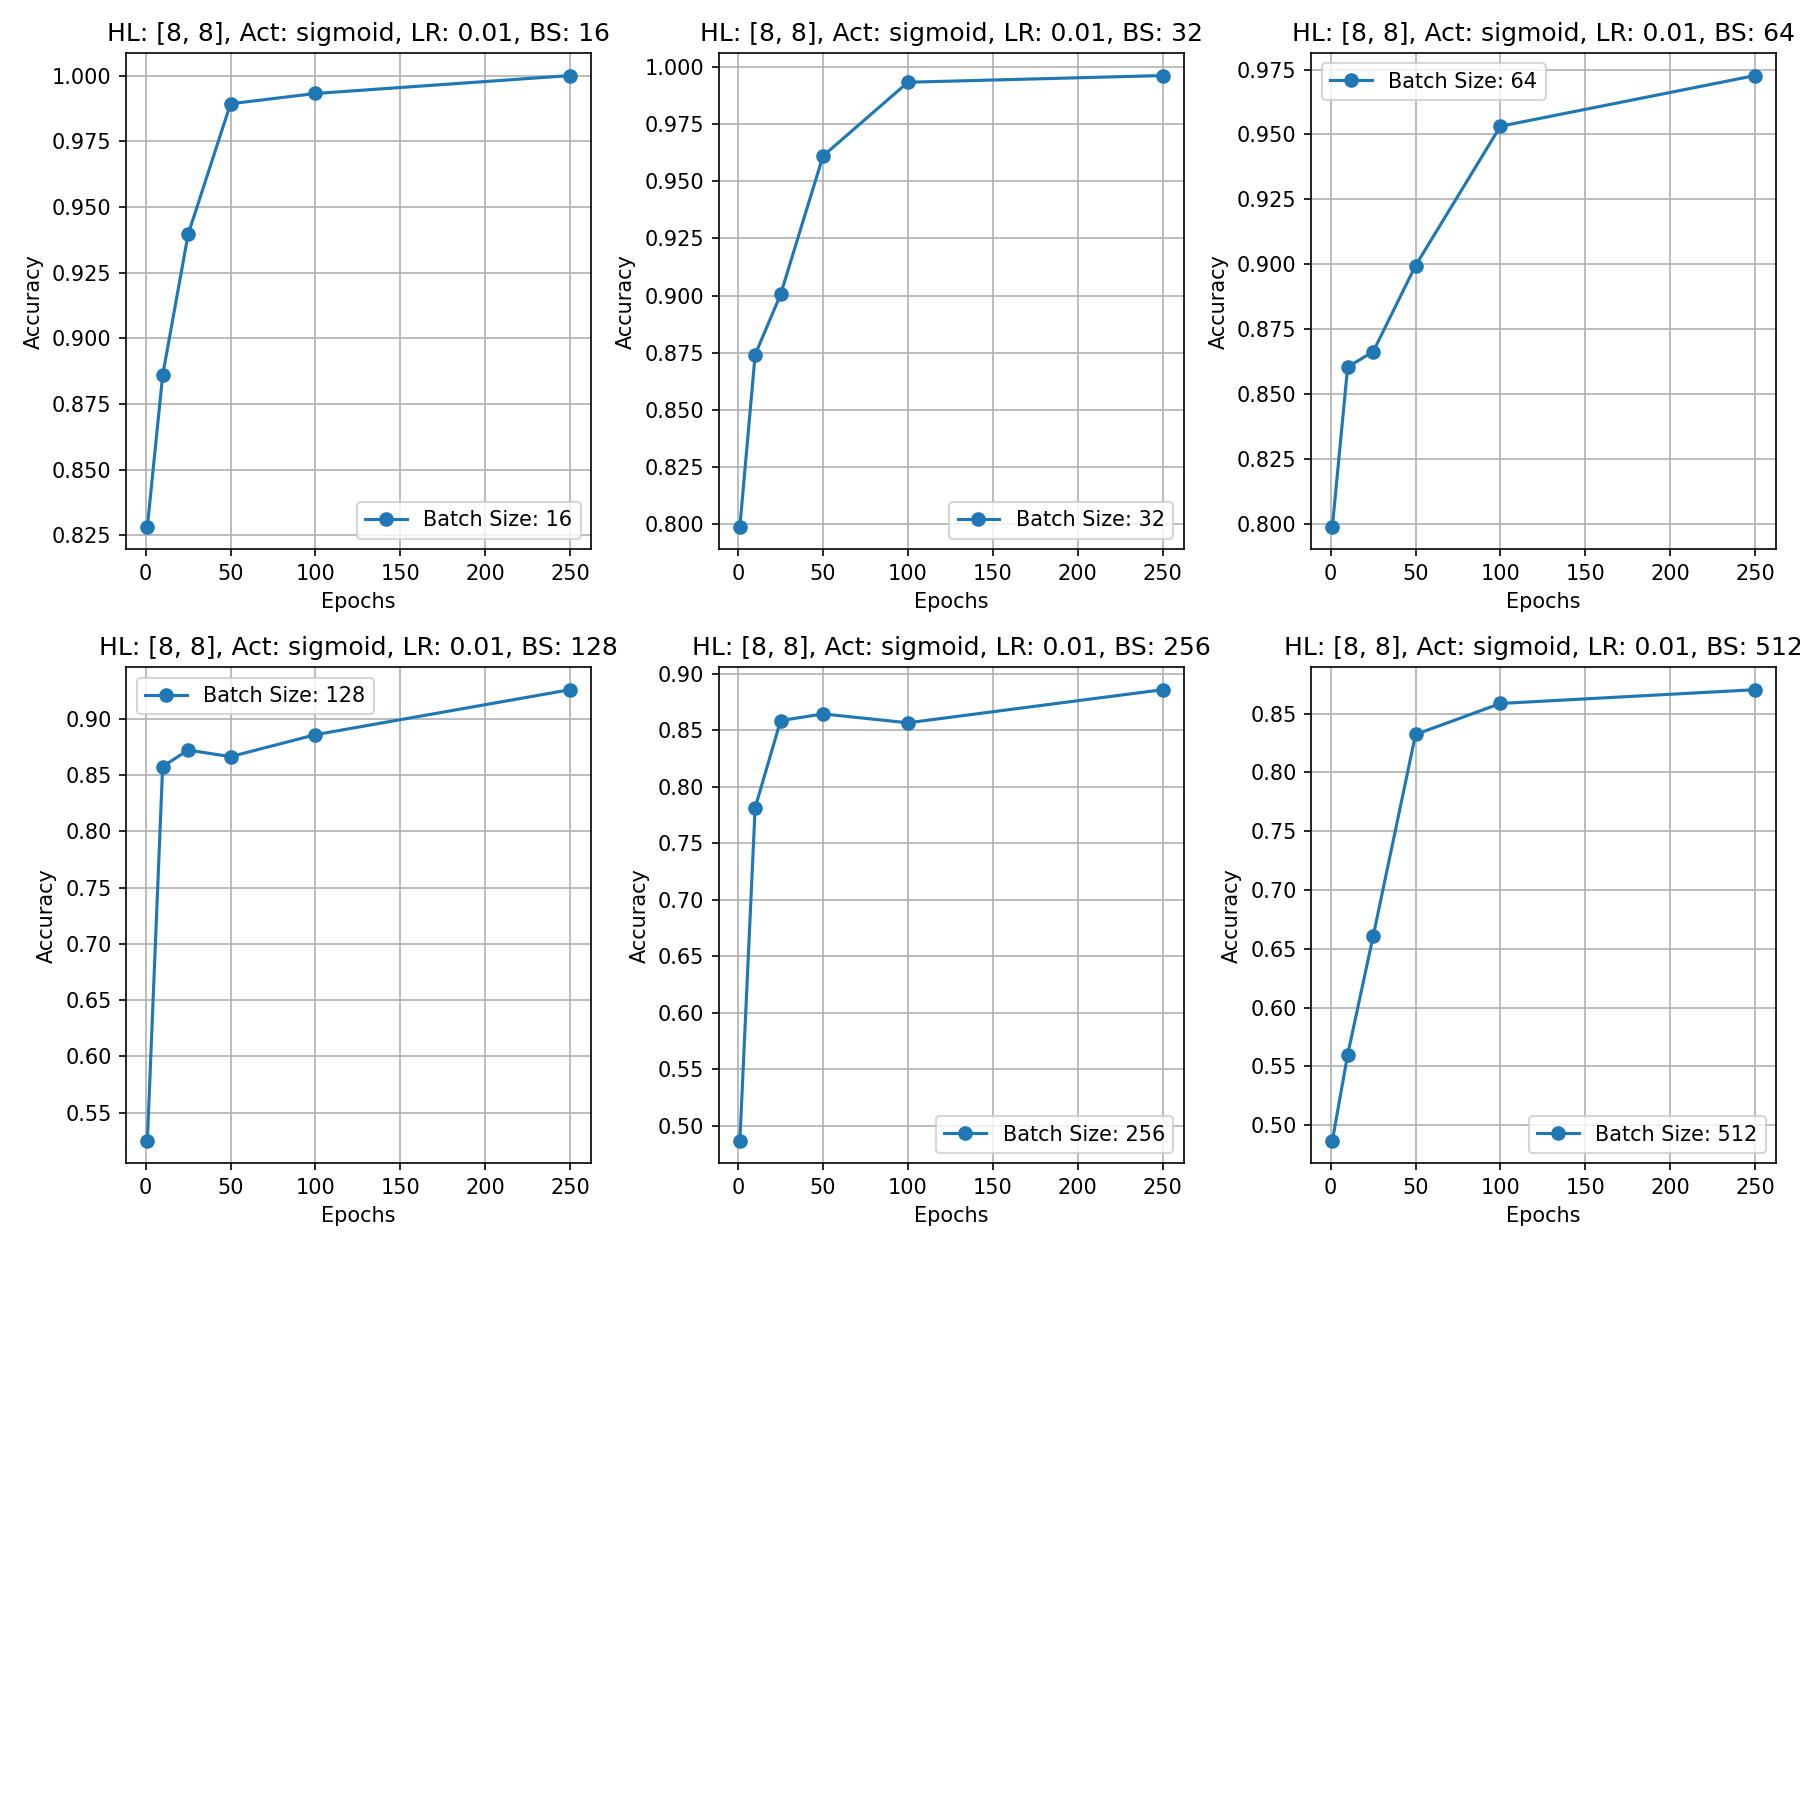 HL: [8, 8], Act: sigmoid, LR: 0.01, BS: 16
1.000
0.975
0.950
0.925
0.900
0.875
0.850
0.825
Accuracy
Batch Size: 16
0 50 100 150 200 250
Epochs
HL: [8, 8], Act: sigmoid, LR: 0.01, BS: 32
1.000
0.975
0.950
0.925
0.900
0.875
0.850
0.825
0.800
Accuracy
Batch Size: 32
0 50 100 150 200 250
Epochs
HL: [8, 8], Act: sigmoid, LR: 0.01, BS: 64
Batch Size: 64
0.975
0.950
0.925
0.900
0.875
0.850
0.825
0.800
Accuracy
0 50 100 150 200 250
Epochs
HL: [8, 8], Act: sigmoid, LR: 0.01, BS: 128
Batch Size: 128
0.90
0.85
0.80
0.75
0.70
0.65
0.60
0.55
Accuracy
0 50 100 150 200 250
Epochs
HL: [8, 8], Act: sigmoid, LR: 0.01, BS: 256
0.90
0.85
0.80
0.75
0.70
0.65
0.60
0.55
0.50
Accuracy
Batch Size: 256
0 50 100 150 200 250
Epochs
HL: [8, 8], Act: sigmoid, LR: 0.01, BS: 512
0.85
0.80
0.75
0.70
0.65
0.60
0.55
0.50
Accuracy
Batch Size: 512
0 50 100 150 200 250
Epochs